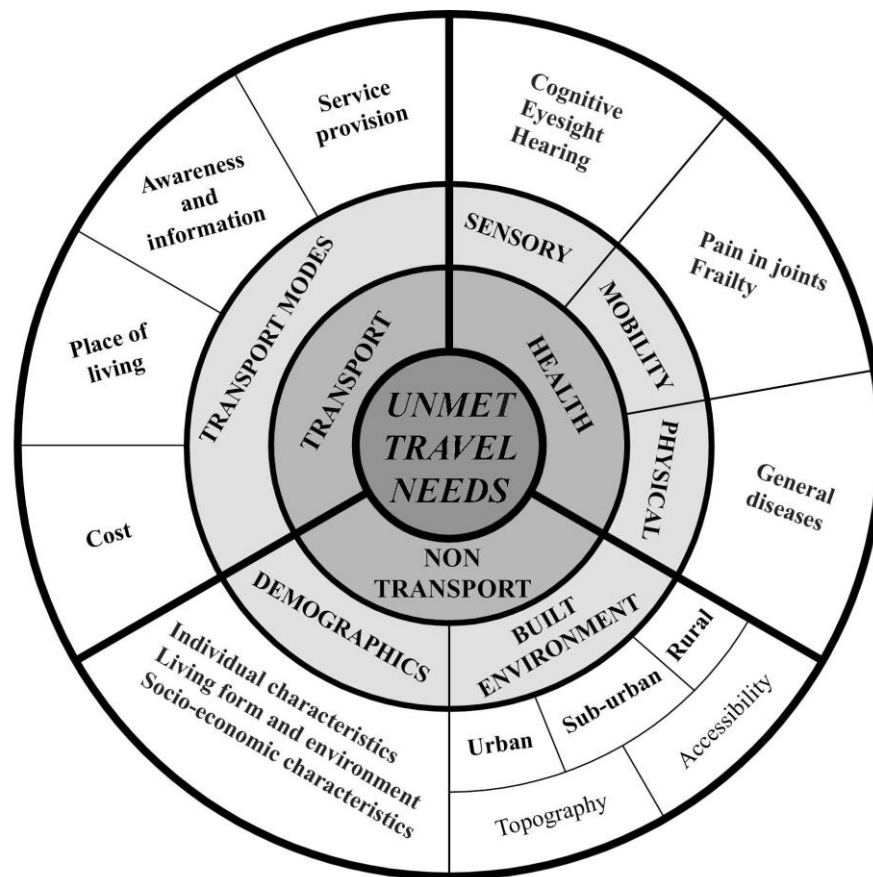 UNMET
TRAVEL
NEEDS
TRANSPORT
HEALTH
NON
TRANSPORT
TRANSPORT MODES
SENSORY
MOBILITY
PHYSICAL
BUILT
ENVIRONMENT
DEMOGRAPHICS
Service
provision
Awareness
and
information
Place of
living
Cost
Cognitive
Eyesight
Hearing
Pain in joints
Frailty
General
diseases
Rural
Sub-urban
Urban
Accessibility
Topography
Individual characteristics
Living form and environment
Socio-economic characteristics